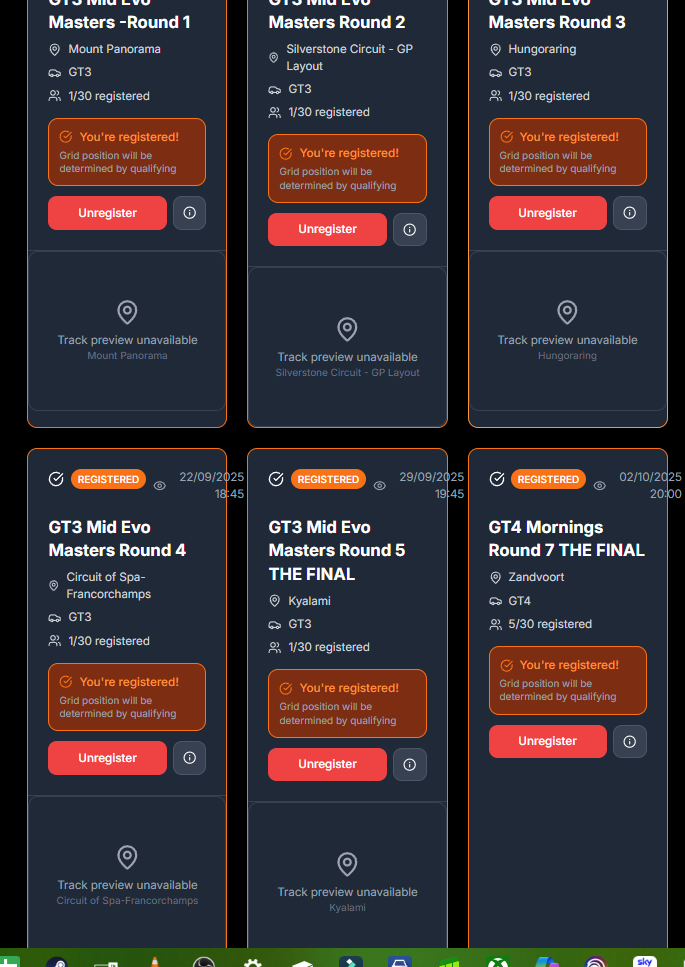 GT3 Mid Evo
Masters -Round 1
Mount Panorama
GT3
1/30 registered
You're registered!
Grid position will be
determined by qualifying
Unregister
Track preview unavailable
Mount Panorama
GT3 Mid Evo
Masters Round 2
Silverstone Circuit - GP
Layout
GT3
1/30 registered
You're registered!
Grid position will be
determined by qualifying
Unregister
Track preview unavailable
Silverstone Circuit - GP Layout
GT3 Mid Evo
Masters Round 3
Hungoraring
GT3
1/30 registered
You're registered!
Grid position will be
determined by qualifying
Unregister
Track preview unavailable
Hungoraring
REGISTERED
22/09/2025
18:45
GT3 Mid Evo
Masters Round 4
Circuit of Spa-
Francorchamps
GT3
1/30 registered
You're registered!
Grid position will be
determined by qualifying
Unregister
Track preview unavailable
Circuit of Spa-Francorchamps
REGISTERED
29/09/2025
19:45
GT3 Mid Evo
Masters Round 5
THE FINAL
Kyalami
GT3
1/30 registered
You're registered!
Grid position will be
determined by qualifying
Unregister
Track preview unavailable
Kyalami
REGISTERED
02/10/2025
20:00
GT4 Mornings
Round 7 THE FINAL
Zandvoort
GT4
5/30 registered
You're registered!
Grid position will be
determined by qualifying
Unregister
sky